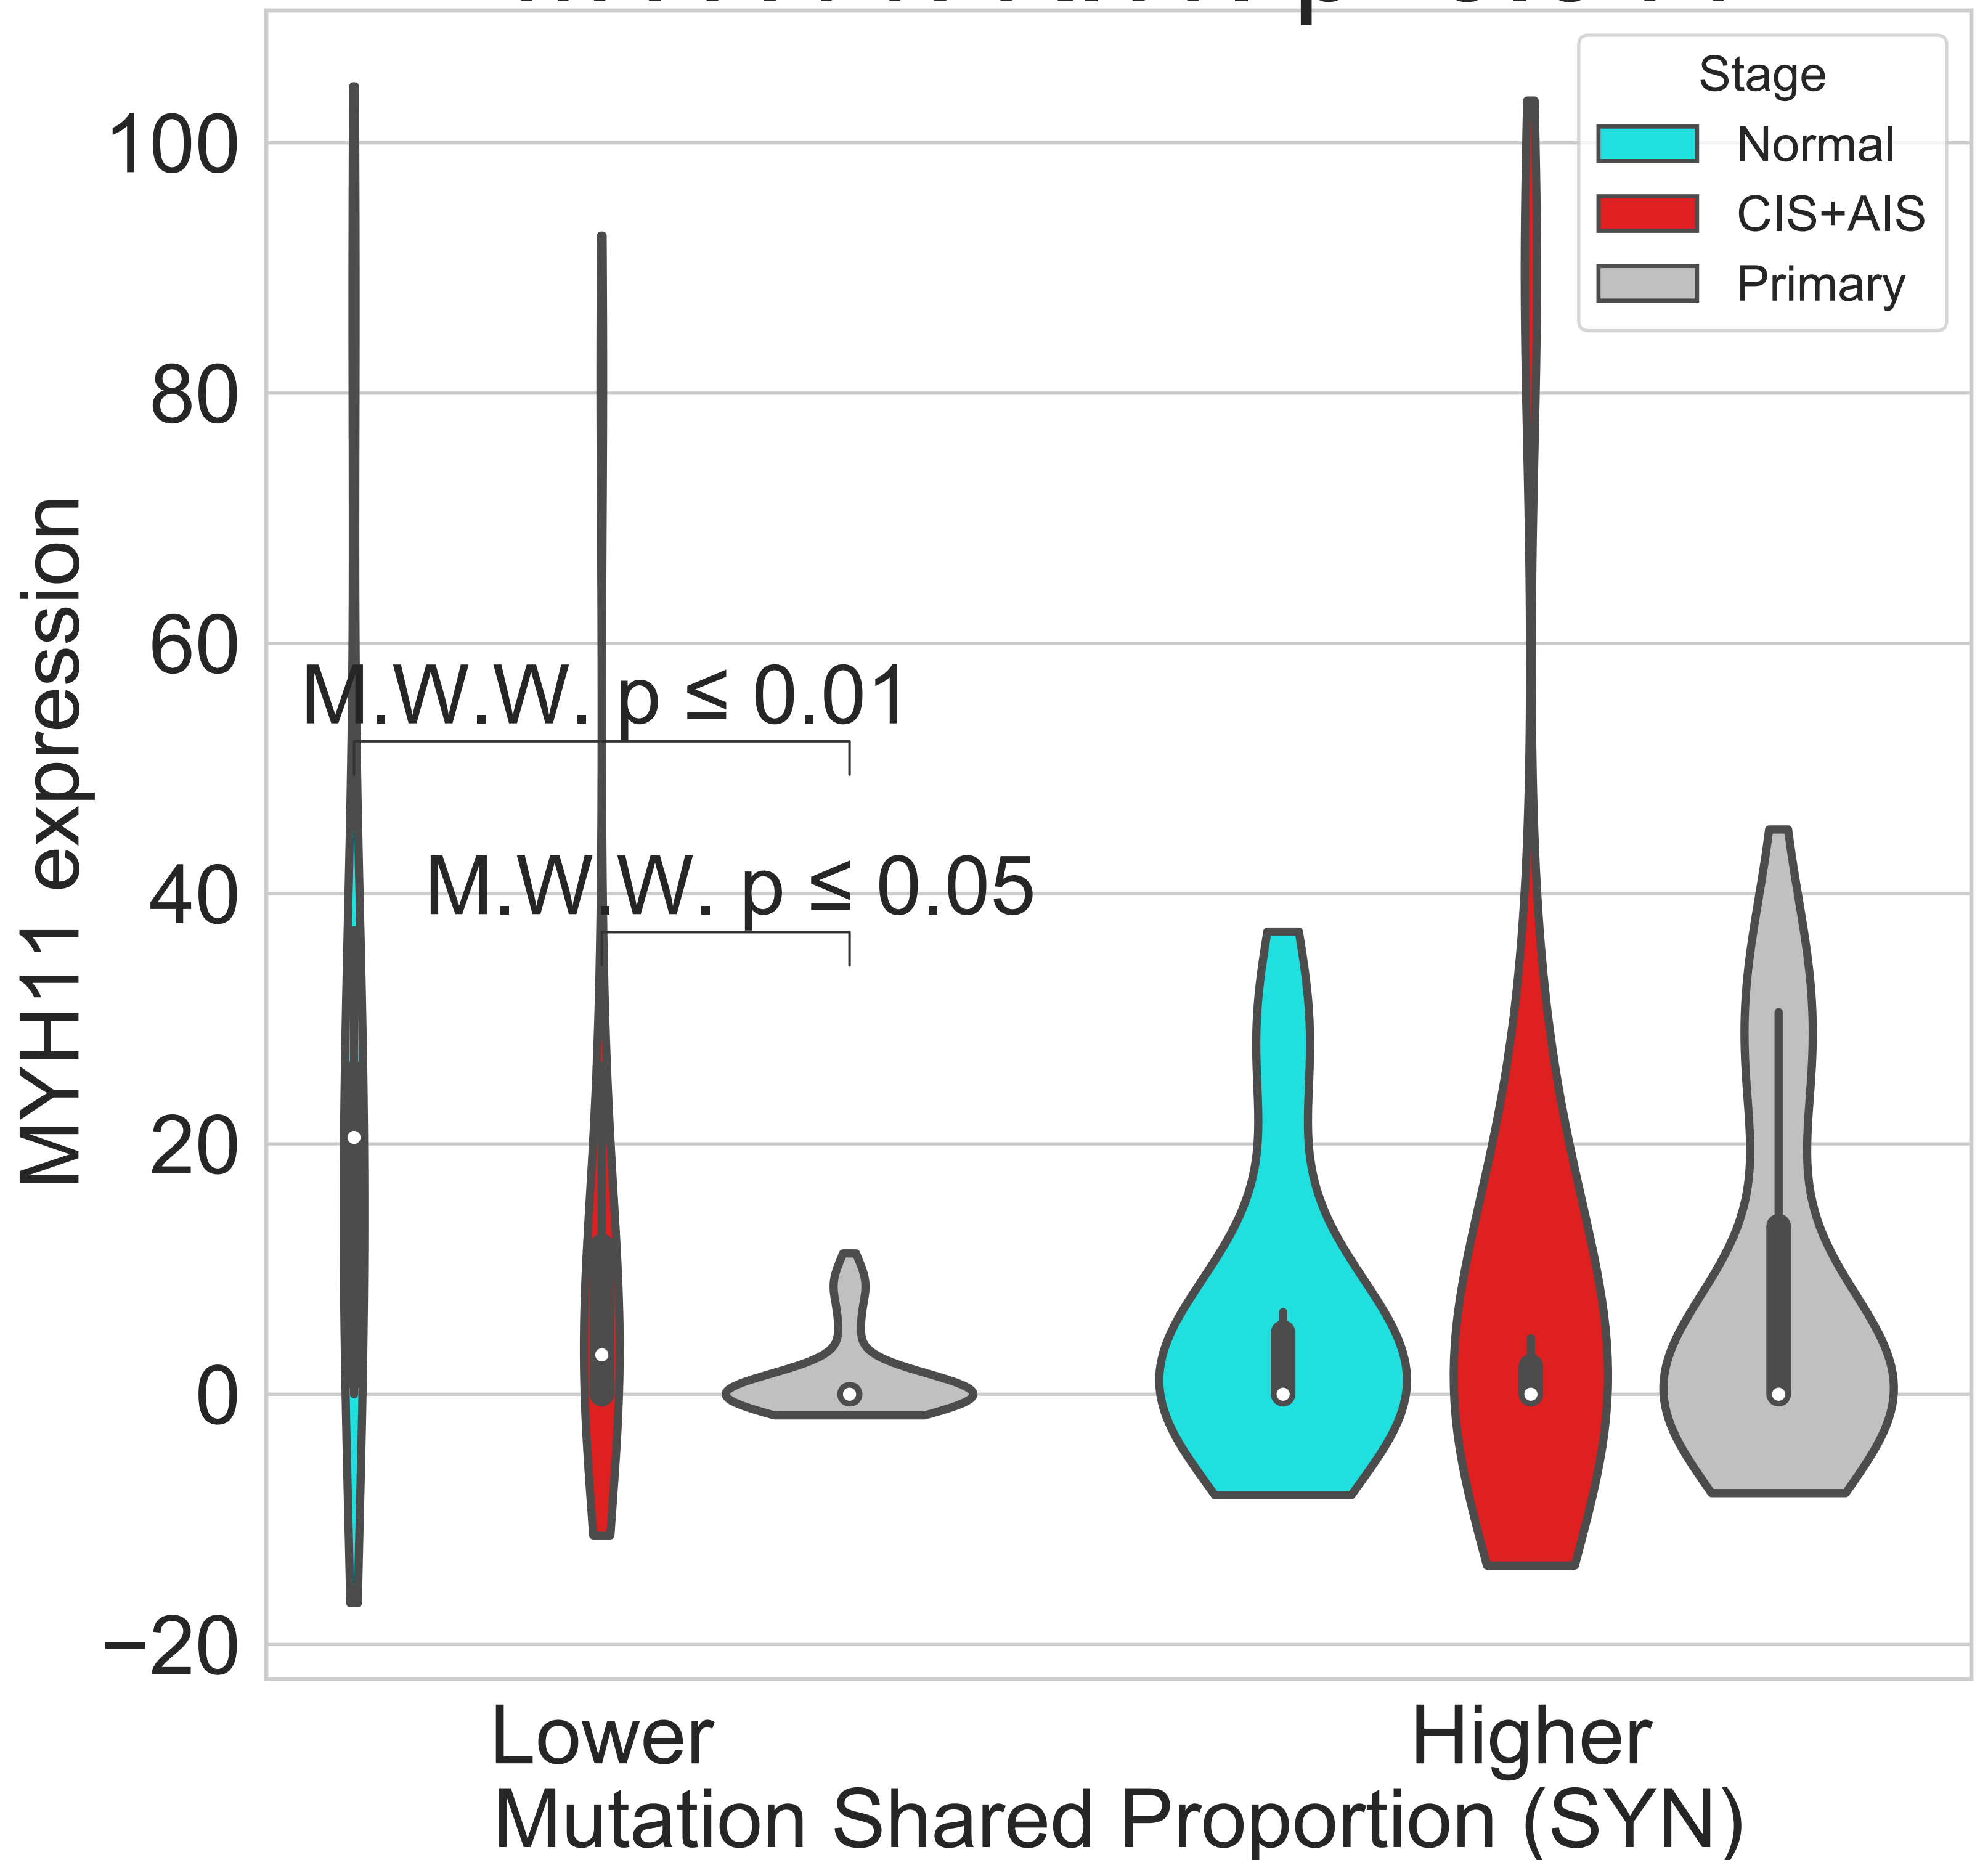 Stage
Normal
CIS+AIS
Primary
100
80
60
40
20
0
−20
MYH11 expression
M.W.W. p ≤ 0.01
M.W.W. p ≤ 0.05
Lower
Higher
Mutation Shared Proportion (SYN)